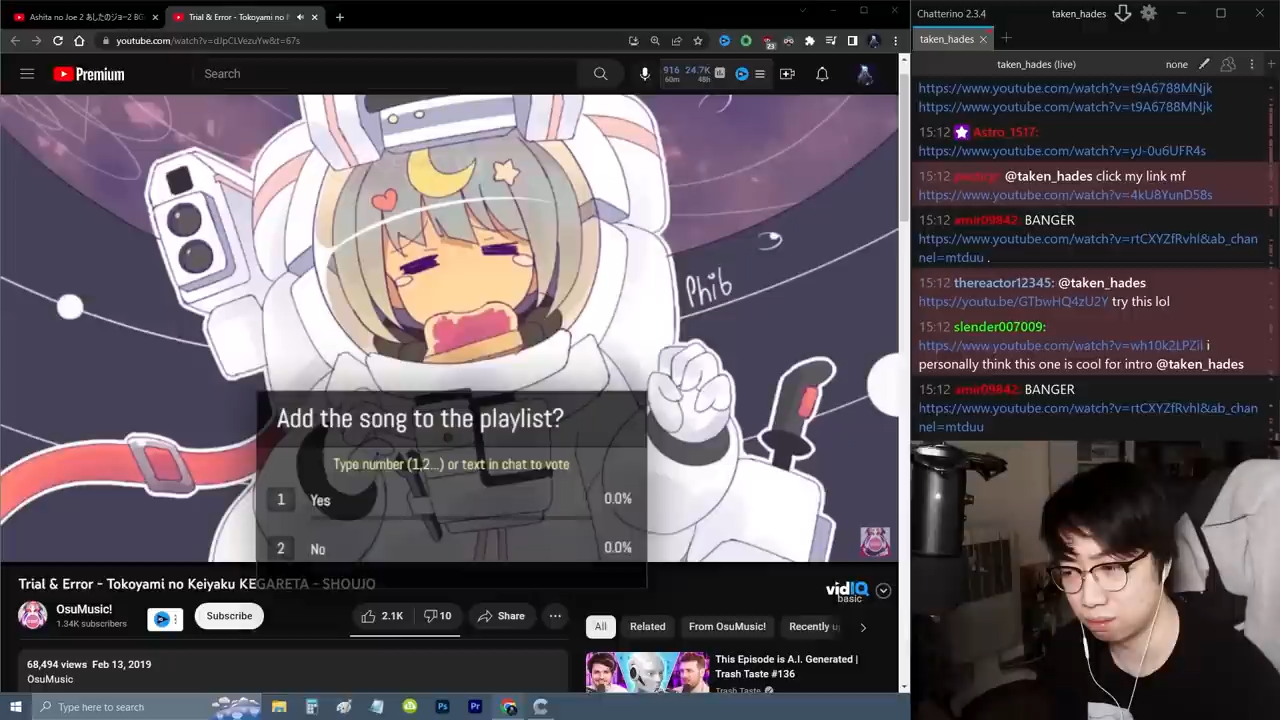 Ashita no Joe 2 あしたのジョー2 BG
Trial & Error - Tokoyami no K
youtube.com/watch?v=dJpCLVezuYw&t=67s
23
Premium
Search
916 24.7K
60m 48h
Phib
Add the song to the playlist?
Type number (1,2...) or text in chat to vote
1 Yes 0.0%
2 No 0.0%
Trial & Error - Tokoyami no Keiyaku KEGARETA - SHOUJO
OsuMusic!
1.34K subscribers
Subscribe
2.1K
10
Share
vidIQ
basic
68,494 views Feb 13, 2019
OsuMusic
All
Related
From OsuMusic!
Recently u
This Episode is A.I. Generated |
Trash Taste #136
Trash Taste
Type here to search
Ps
Pr
Chatterino 2.3.4
taken_hades
taken_hades
taken_hades (live)
none
https://www.youtube.com/watch?v=t9A6788MNjk
https://www.youtube.com/watch?v=t9A6788MNjk
15:12 Astro_1517:
https://www.youtube.com/watch?v=yJ-0u6UFR4s
15:12 @taken_hades click my link mf
https://www.youtube.com/watch?v=4kU8YunD58s
15:12 amir09842: BANGER
https://www.youtube.com/watch?v=rtCXYZfRvhI&ab_chan
nel=mtduu .
15:12 thereactor12345: @taken_hades
https://youtu.be/GTbwHQ4zU2Y try this lol
15:12 slender007009:
https://www.youtube.com/watch?v=wh10k2LPZiI i
personally think this one is cool for intro @taken_hades
15:12 amir09842: BANGER
https://www.youtube.com/watch?v=rtCXYZfRvhI&ab_chan
nel=mtduu